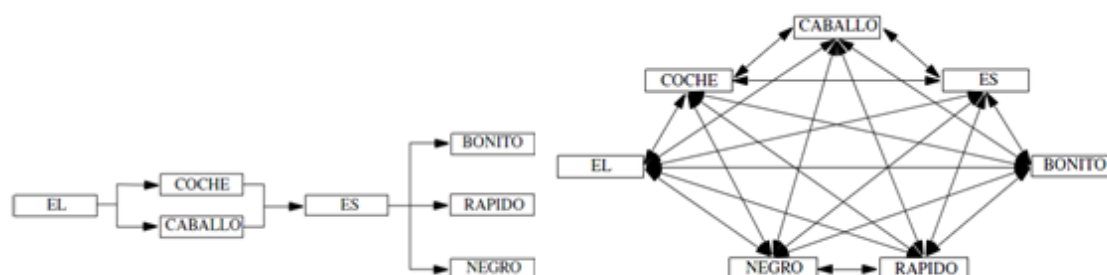 EL
COCHE
CABALLO
ES
BONITO
RAPIDO
NEGRO
CABALLO
COCHE
ES
EL
BONITO
NEGRO
RAPIDO